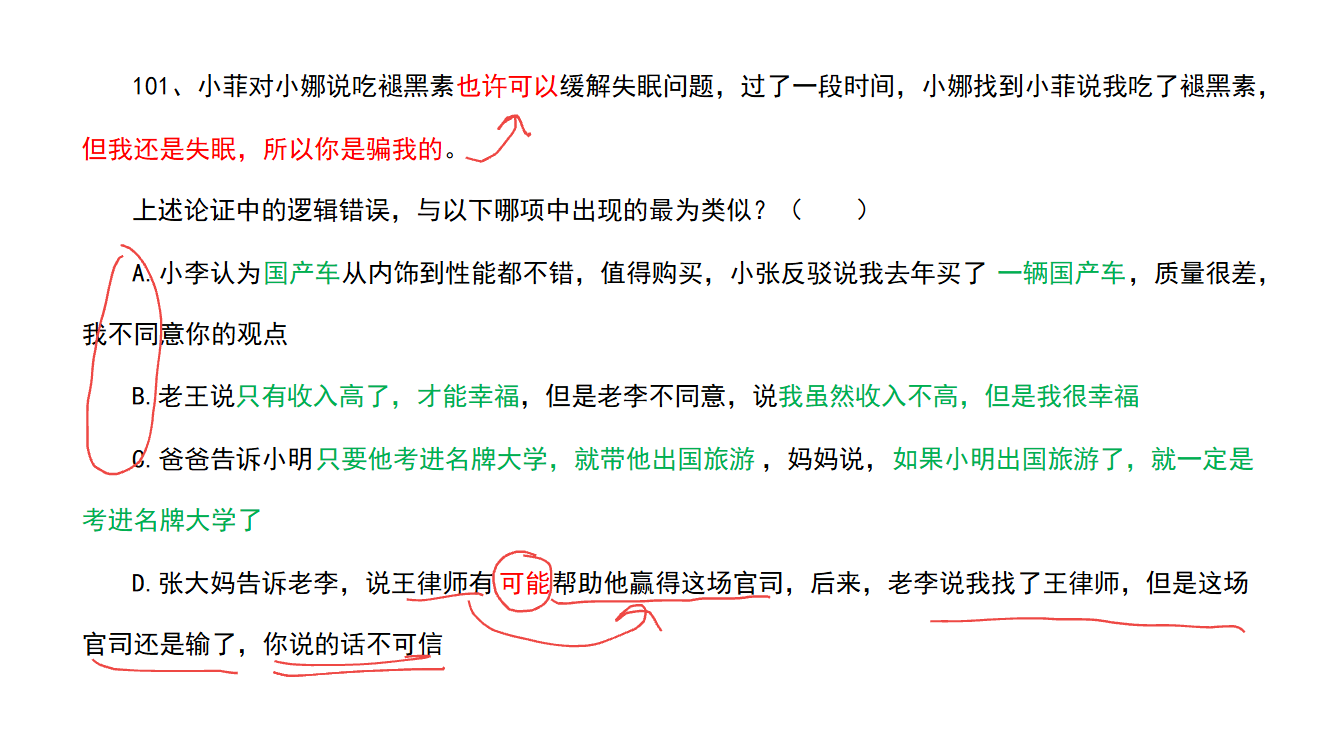 101、小菲对小娜说吃褪黑素也许可以缓解失眠问题，过了一段时间，小娜找到小菲说我吃了褪黑素，
但我还是失眠，所以你是骗我的。
上述论证中的逻辑错误，与以下哪项中出现的最为类似？（　　）
A.小李认为国产车从内饰到性能都不错，值得购买，小张反驳说我去年买了一辆国产车，质量很差，
我不同意你的观点
B.老王说只有收入高了，才能幸福，但是老李不同意，说我虽然收入不高，但是我很幸福
C.爸爸告诉小明只要他考进名牌大学，就带他出国旅游，妈妈说，如果小明出国旅游了，就一定是
考进名牌大学了
D.张大妈告诉老李，说王律师有可能帮助他赢得这场官司，后来，老李说我找了王律师，但是这场
官司还是输了，你说的话不可信